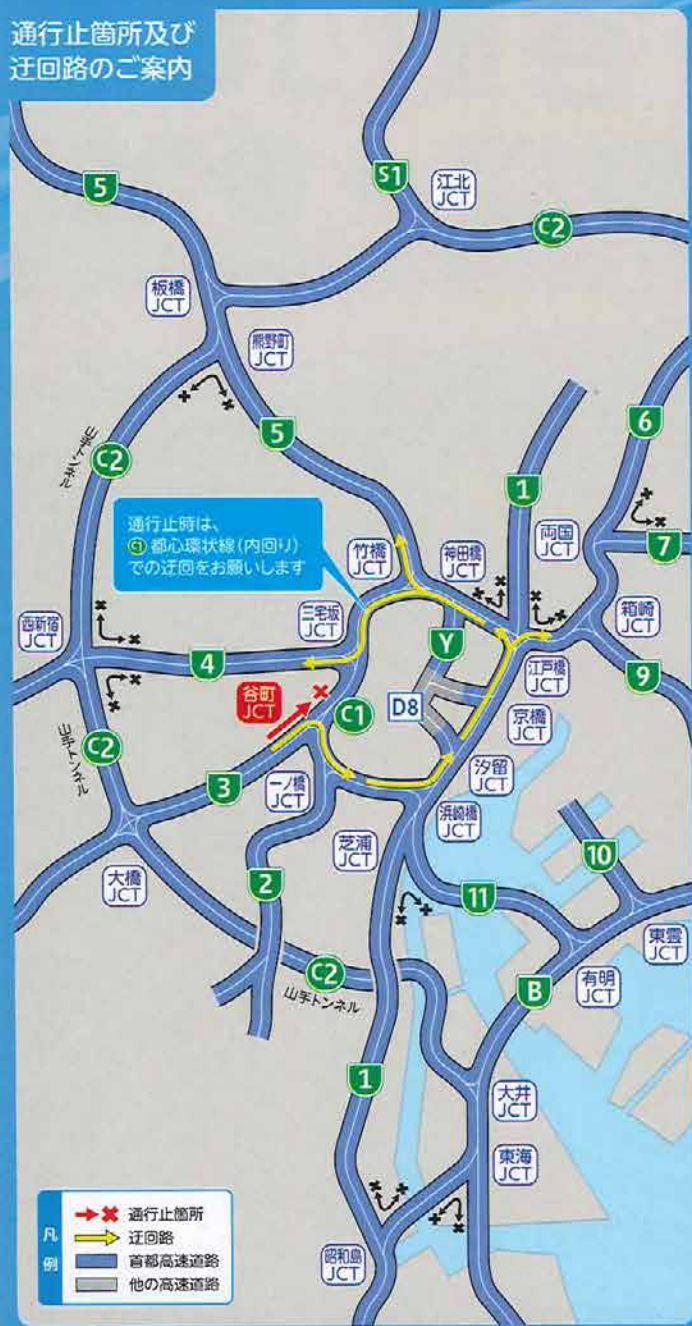 通行止箇所及び
迂回路のご案内
5
S1
江北
JCT
C2
板橋
JCT
熊野町
JCT
5
6
山手トンネル
C2
1
通行止時は、
C1 都心環状線(内回り)
での迂回をお願いします
竹橋
JCT
神田橋
JCT
両国
JCT
7
三宅坂
JCT
箱崎
JCT
西新宿
JCT
4
Y
江戸橋
JCT
9
谷町
JCT
C1
D8
京橋
JCT
C2
山手トンネル
3
一ノ橋
JCT
汐留
JCT
浜崎橋
JCT
芝浦
JCT
大橋
JCT
2
11
10
東雲
JCT
有明
JCT
C2
山手トンネル
B
1
大井
JCT
東海
JCT
昭和島
JCT
凡例
通行止箇所
迂回路
首都高速道路
他の高速道路